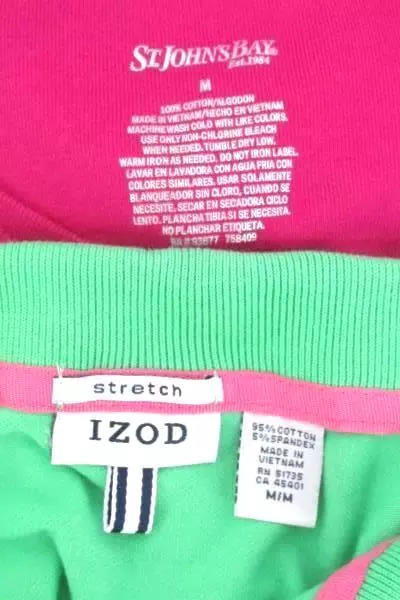 ST. JOHN'S BAY.
Est. 1984
M
100% COTTON/ALGODON
MADE IN VIETNAM/HECHO EN VIETNAM
MACHINE WASH COLD WITH LIKE COLORS.
USE ONLY NON-CHLORINE BLEACH
WHEN NEEDED. TUMBLE DRY LOW.
WARM IRON AS NEEDED. DO NOT IRON LABEL.
LAVAR EN LAVADORA CON AGUA FRIA CON
COLORES SIMILARES. USAR SOLAMENTE
BLANQUEADOR SIN CLORO, CUANDO SE
NECESITE. SECAR EN SECADORA CICLO
LENTO. PLANCHA TIBIA SI SE NECESITA.
NO PLANCHAR ETIQUETA.
RN # 93677 758409
stretch
IZOD
95% COTTON
5% SPANDEX
MADE IN
VIETNAM
RN 51735
CA 45401
M/M